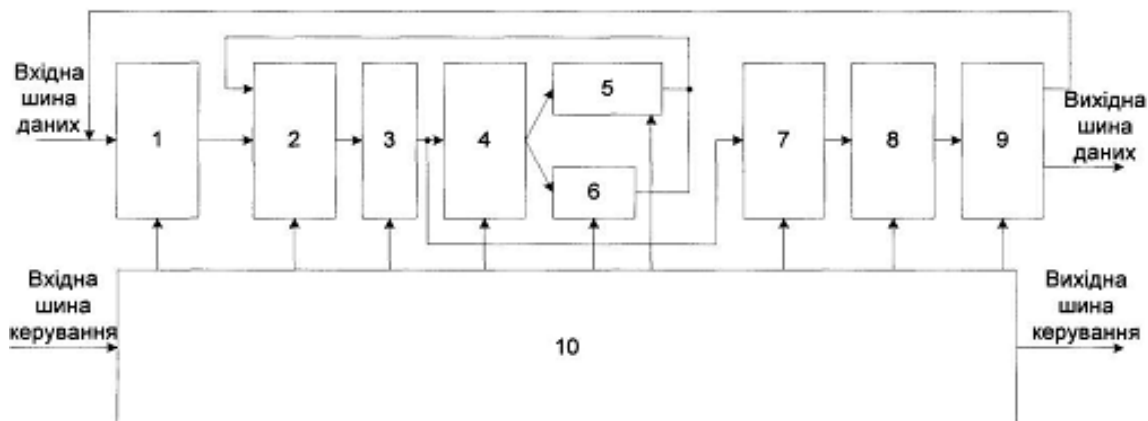 Вхідна
шина
даних
1
2
3
4
5
6
7
8
9
Вихідна
шина
даних
Вхідна
шина
керування
10
Вихідна
шина
керування